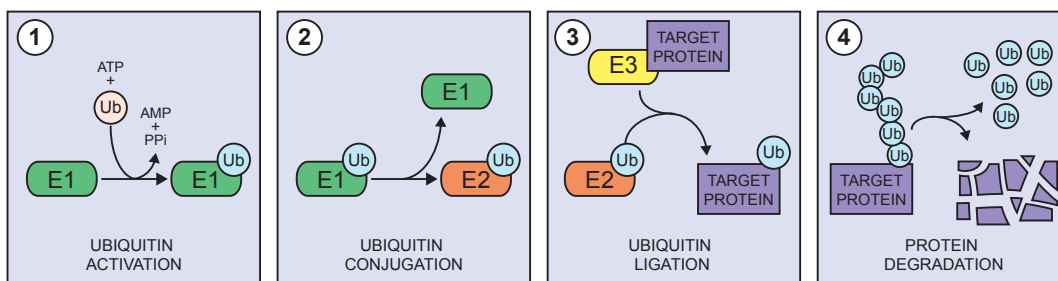 1
ATP
+
Ub
AMP
+
PPi
E1
E1
Ub
UBIQUITIN
ACTIVATION
2
E1
E1
Ub
E2
Ub
UBIQUITIN
CONJUGATION
3
TARGET
PROTEIN
E3
E2
Ub
Ub
TARGET
PROTEIN
UBIQUITIN
LIGATION
4
Ub
Ub
Ub
Ub
Ub
Ub
Ub
TARGET
PROTEIN
Ub
Ub
Ub
Ub
Ub
Ub
Ub
PROTEIN
DEGRADATION